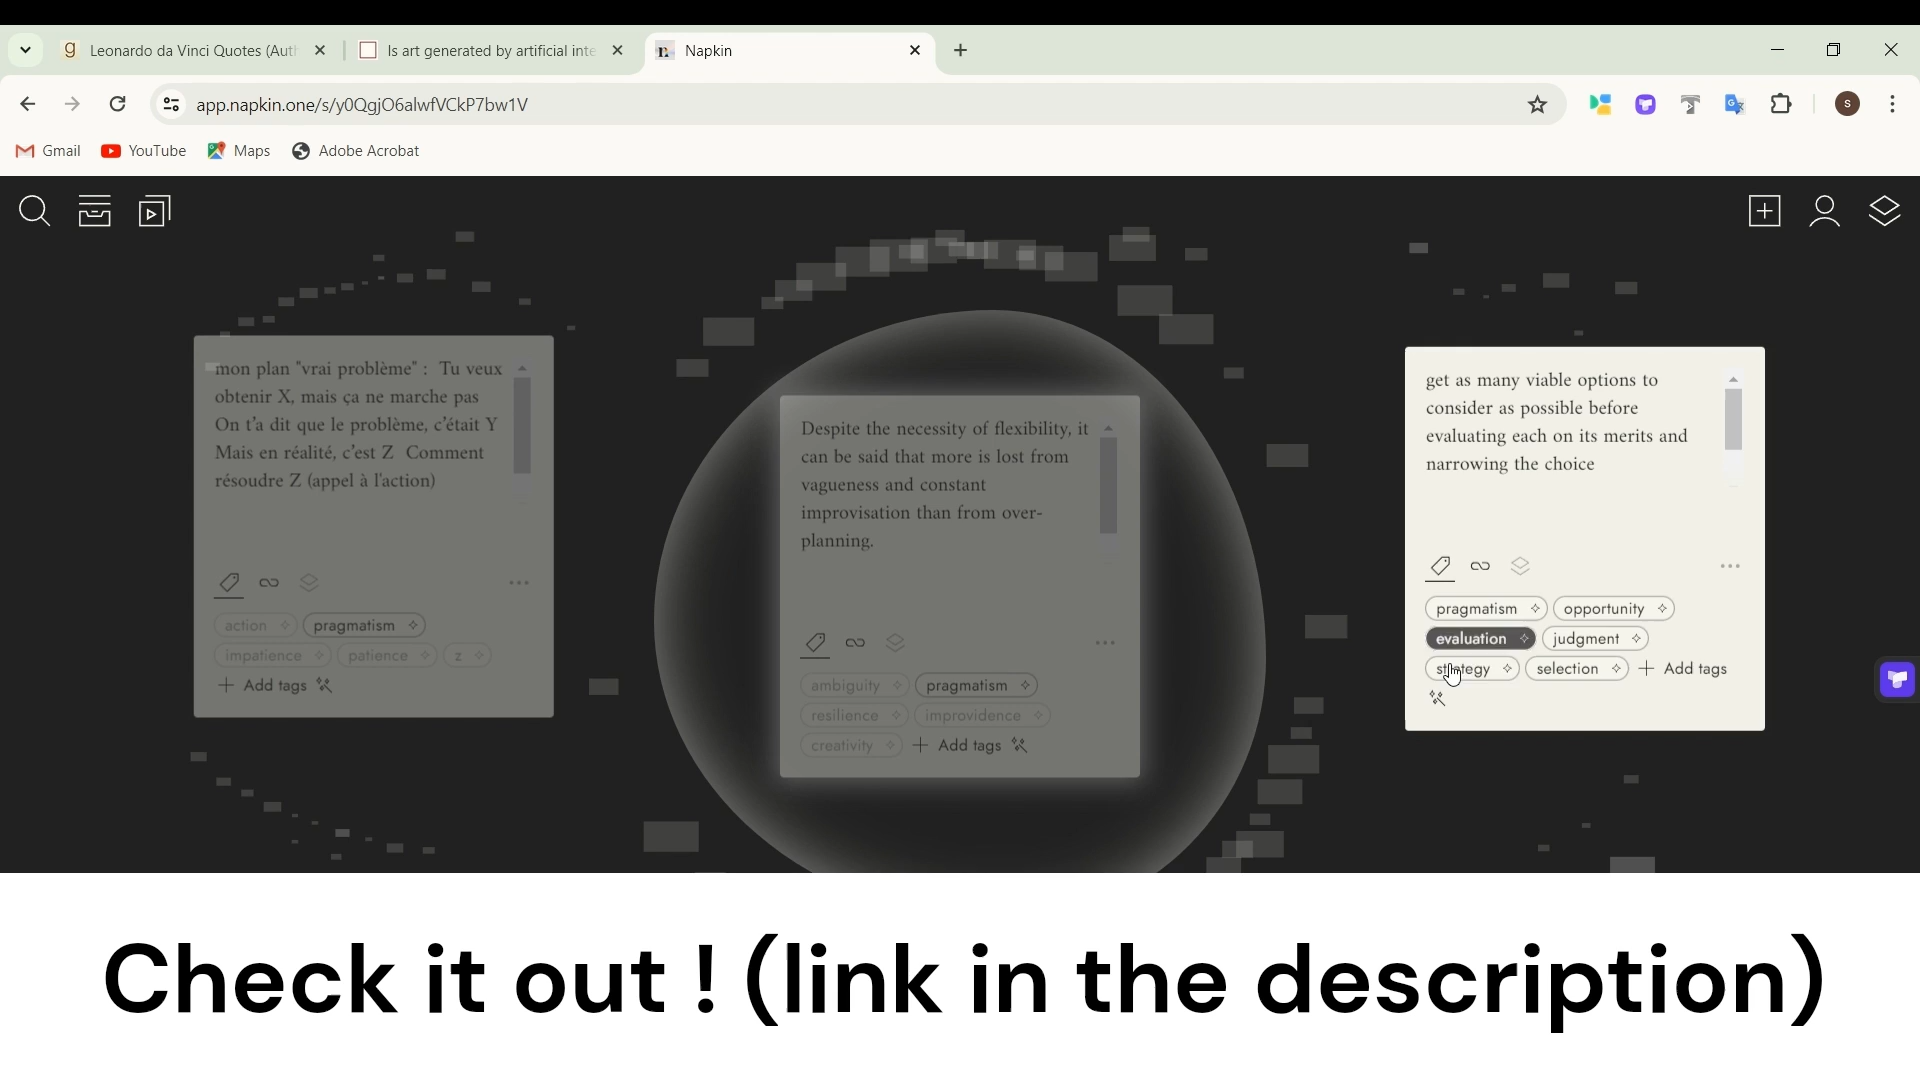 Leonardo da Vinci Quotes (Auth
Is art generated by artificial inte
Napkin
app.napkin.one/s/y0QgjO6alwfVCkP7bw1V
S
Gmail
YouTube
Maps
Adobe Acrobat
mon plan "vrai problème" : Tu veux
obtenir X, mais ça ne marche pas
On t'a dit que le problème, c'était Y
Mais en réalité, c'est Z Comment
résoudre Z (appel à l'action)
action
pragmatism
impatience
patience
z
Add tags
Despite the necessity of flexibility, it
can be said that more is lost from
vagueness and constant
improvisation than from over-
planning.
ambiguity
pragmatism
resilience
improvidence
creativity
Add tags
get as many viable options to
consider as possible before
evaluating each on its merits and
narrowing the choice
pragmatism
opportunity
evaluation
judgment
strategy
selection
Add tags
Check it out ! (link in the description)